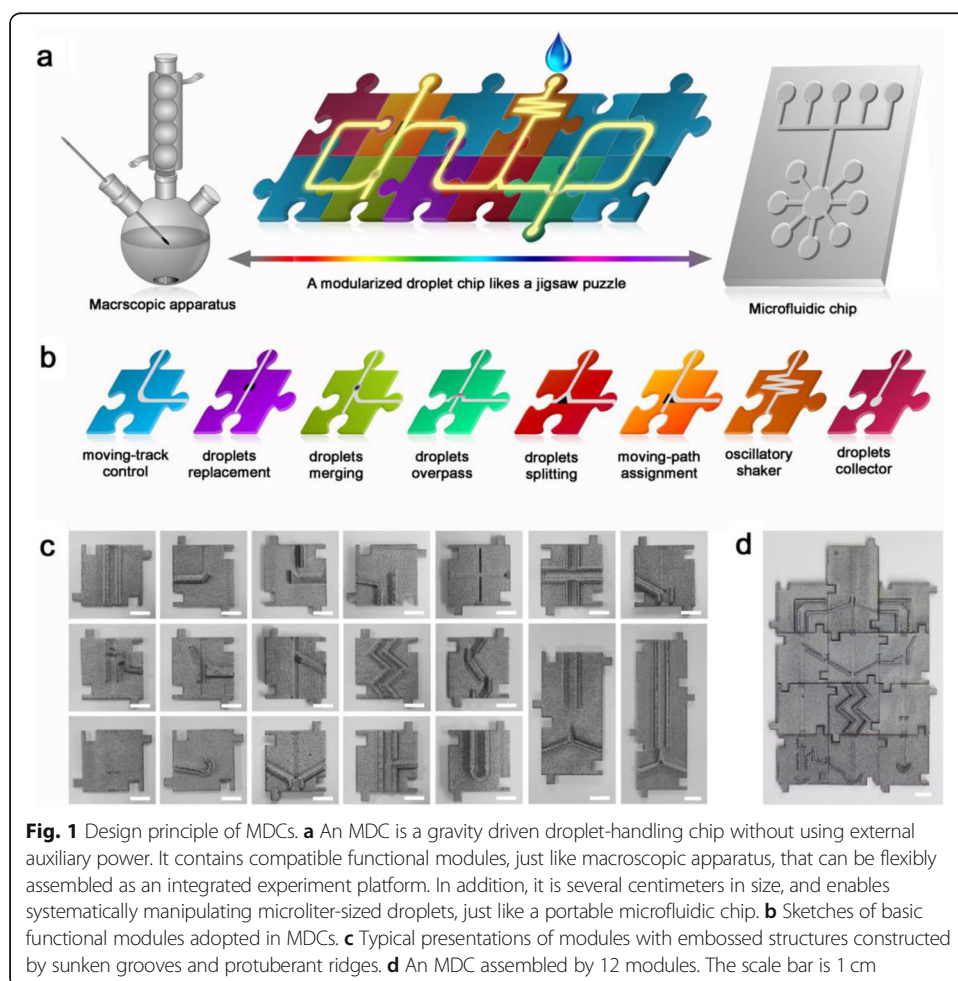 a
A modularized droplet chip likes a jigsaw puzzle
Macrscopic apparatus
Microfluidic chip
b
moving-track
control
droplets
replacement
droplets
merging
droplets
overpass
droplets
splitting
moving-path
assignment
oscillatory
shaker
droplets
collector
c
d
Fig. 1 Design principle of MDCs. a An MDC is a gravity driven droplet-handling chip without using external
auxiliary power. It contains compatible functional modules, just like macroscopic apparatus, that can be flexibly
assembled as an integrated experiment platform. In addition, it is several centimeters in size, and enables
systematically manipulating microliter-sized droplets, just like a portable microfluidic chip. b Sketches of basic
functional modules adopted in MDCs. c Typical presentations of modules with embossed structures constructed
by sunken grooves and protuberant ridges. d An MDC assembled by 12 modules. The scale bar is 1 cm